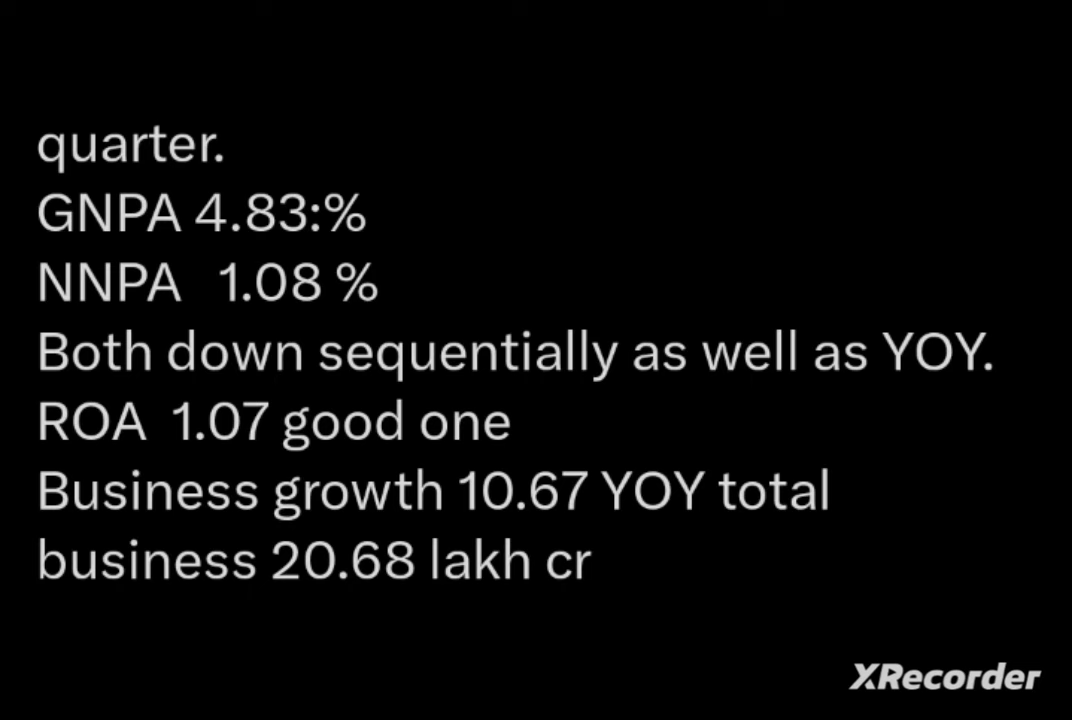 quarter.
GNPA 4.83:%
NNPA 1.08 %
Both down sequentially as well as YOY.
ROA 1.07 good one
Business growth 10.67 YOY total
business 20.68 lakh cr
XRecorder